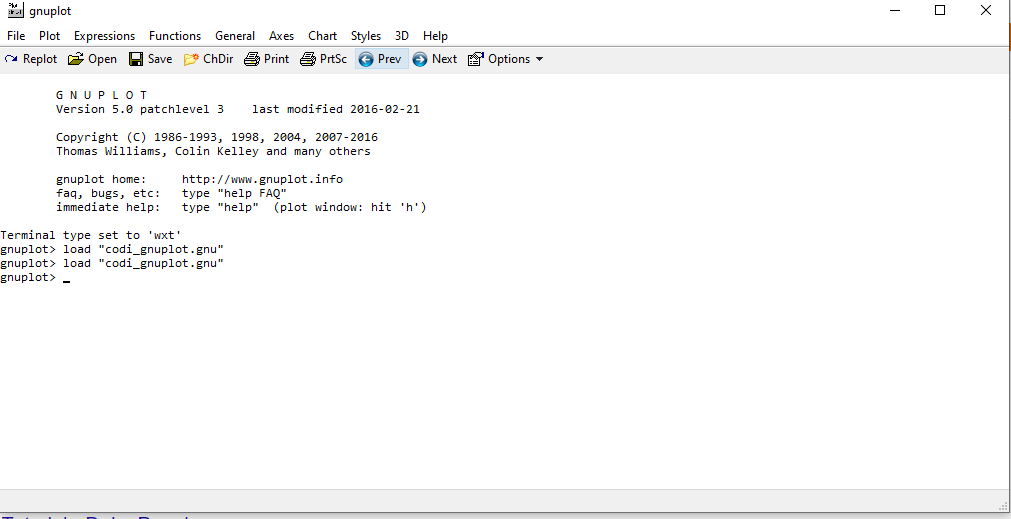 gnuplot
File Plot Expressions Functions General Axes Chart Styles 3D Help
Replot Open Save ChDir Print PrtSc Prev Next Options
G N U P L O T
Version 5.0 patchlevel 3    last modified 2016-02-21
Copyright (C) 1986-1993, 1998, 2004, 2007-2016
Thomas Williams, Colin Kelley and many others
gnuplot home:     http://www.gnuplot.info
faq, bugs, etc:   type "help FAQ"
immediate help:   type "help"  (plot window: hit 'h')
Terminal type set to 'wxt'
gnuplot> load "codi_gnuplot.gnu"
gnuplot> load "codi_gnuplot.gnu"
gnuplot> _